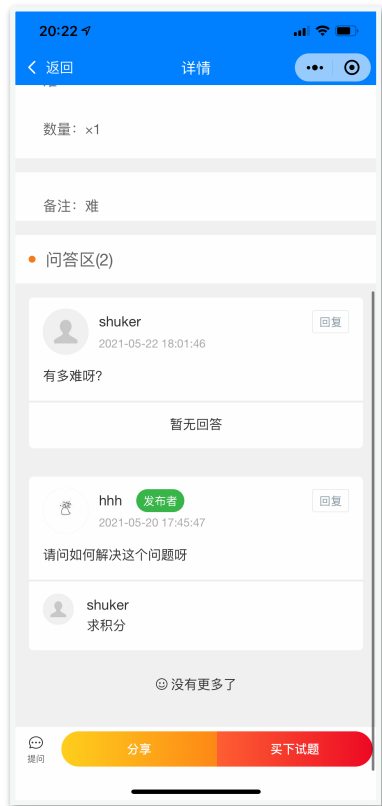 20:22
返回
详情
数量：×1
备注：难
问答区(2)
shuker
回复
2021-05-22 18:01:46
有多难呀?
暂无回答
hhh
发布者
回复
2021-05-20 17:45:47
请问如何解决这个问题呀
shuker
求积分
没有更多了
提问
分享
买下试题